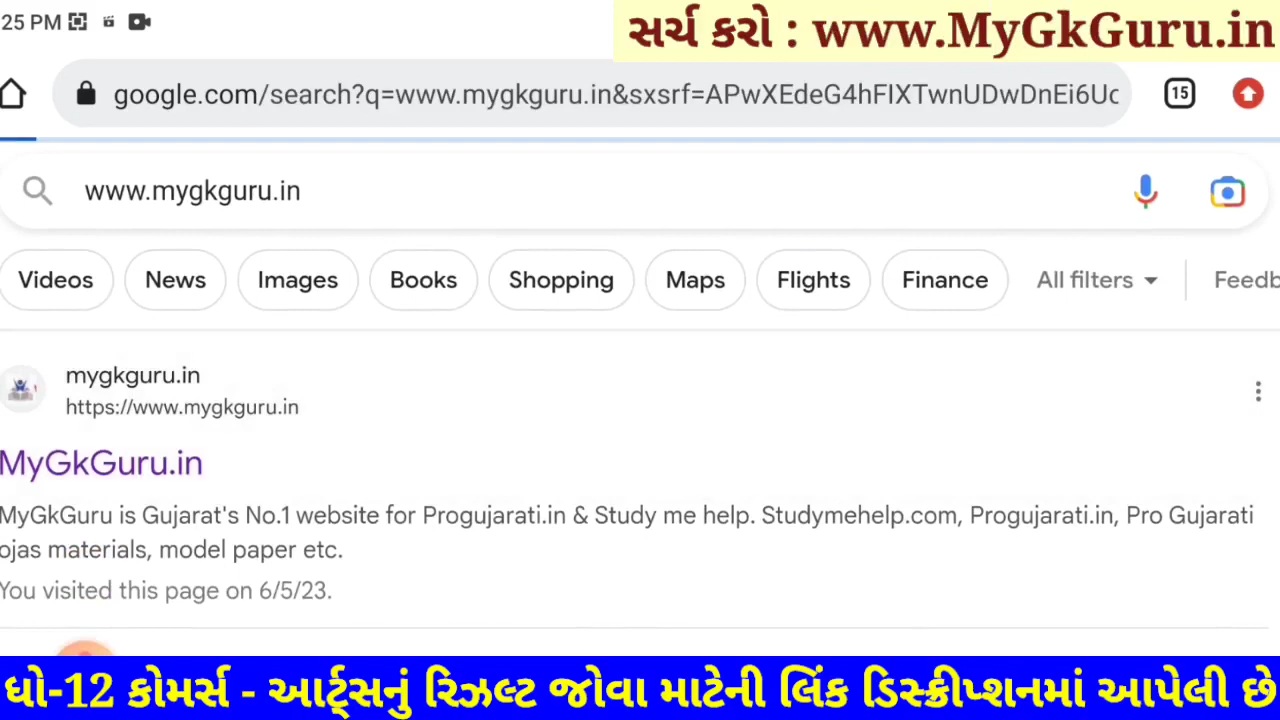 25 PM
સર્ચ કરો : www.MyGkGuru.in
google.com/search?q=www.mygkguru.in&sxsrf=APwXEdeG4hFIXTwnUDwDnEi6Uc
15
www.mygkguru.in
Videos News Images Books Shopping Maps Flights Finance All filters Feedb
mygkguru.in
https://www.mygkguru.in
MyGkGuru.in
MyGkGuru is Gujarat's No.1 website for Progujarati.in & Study me help. Studymehelp.com, Progujarati.in, Pro Gujarati
ojas materials, model paper etc.
You visited this page on 6/5/23.
ધો-12 કોમર્સ - આર્ટ્સનું રિઝલ્ટ જોવા માટેની લિંક ડિસ્ક્રીપ્શનમાં આપેલી છે